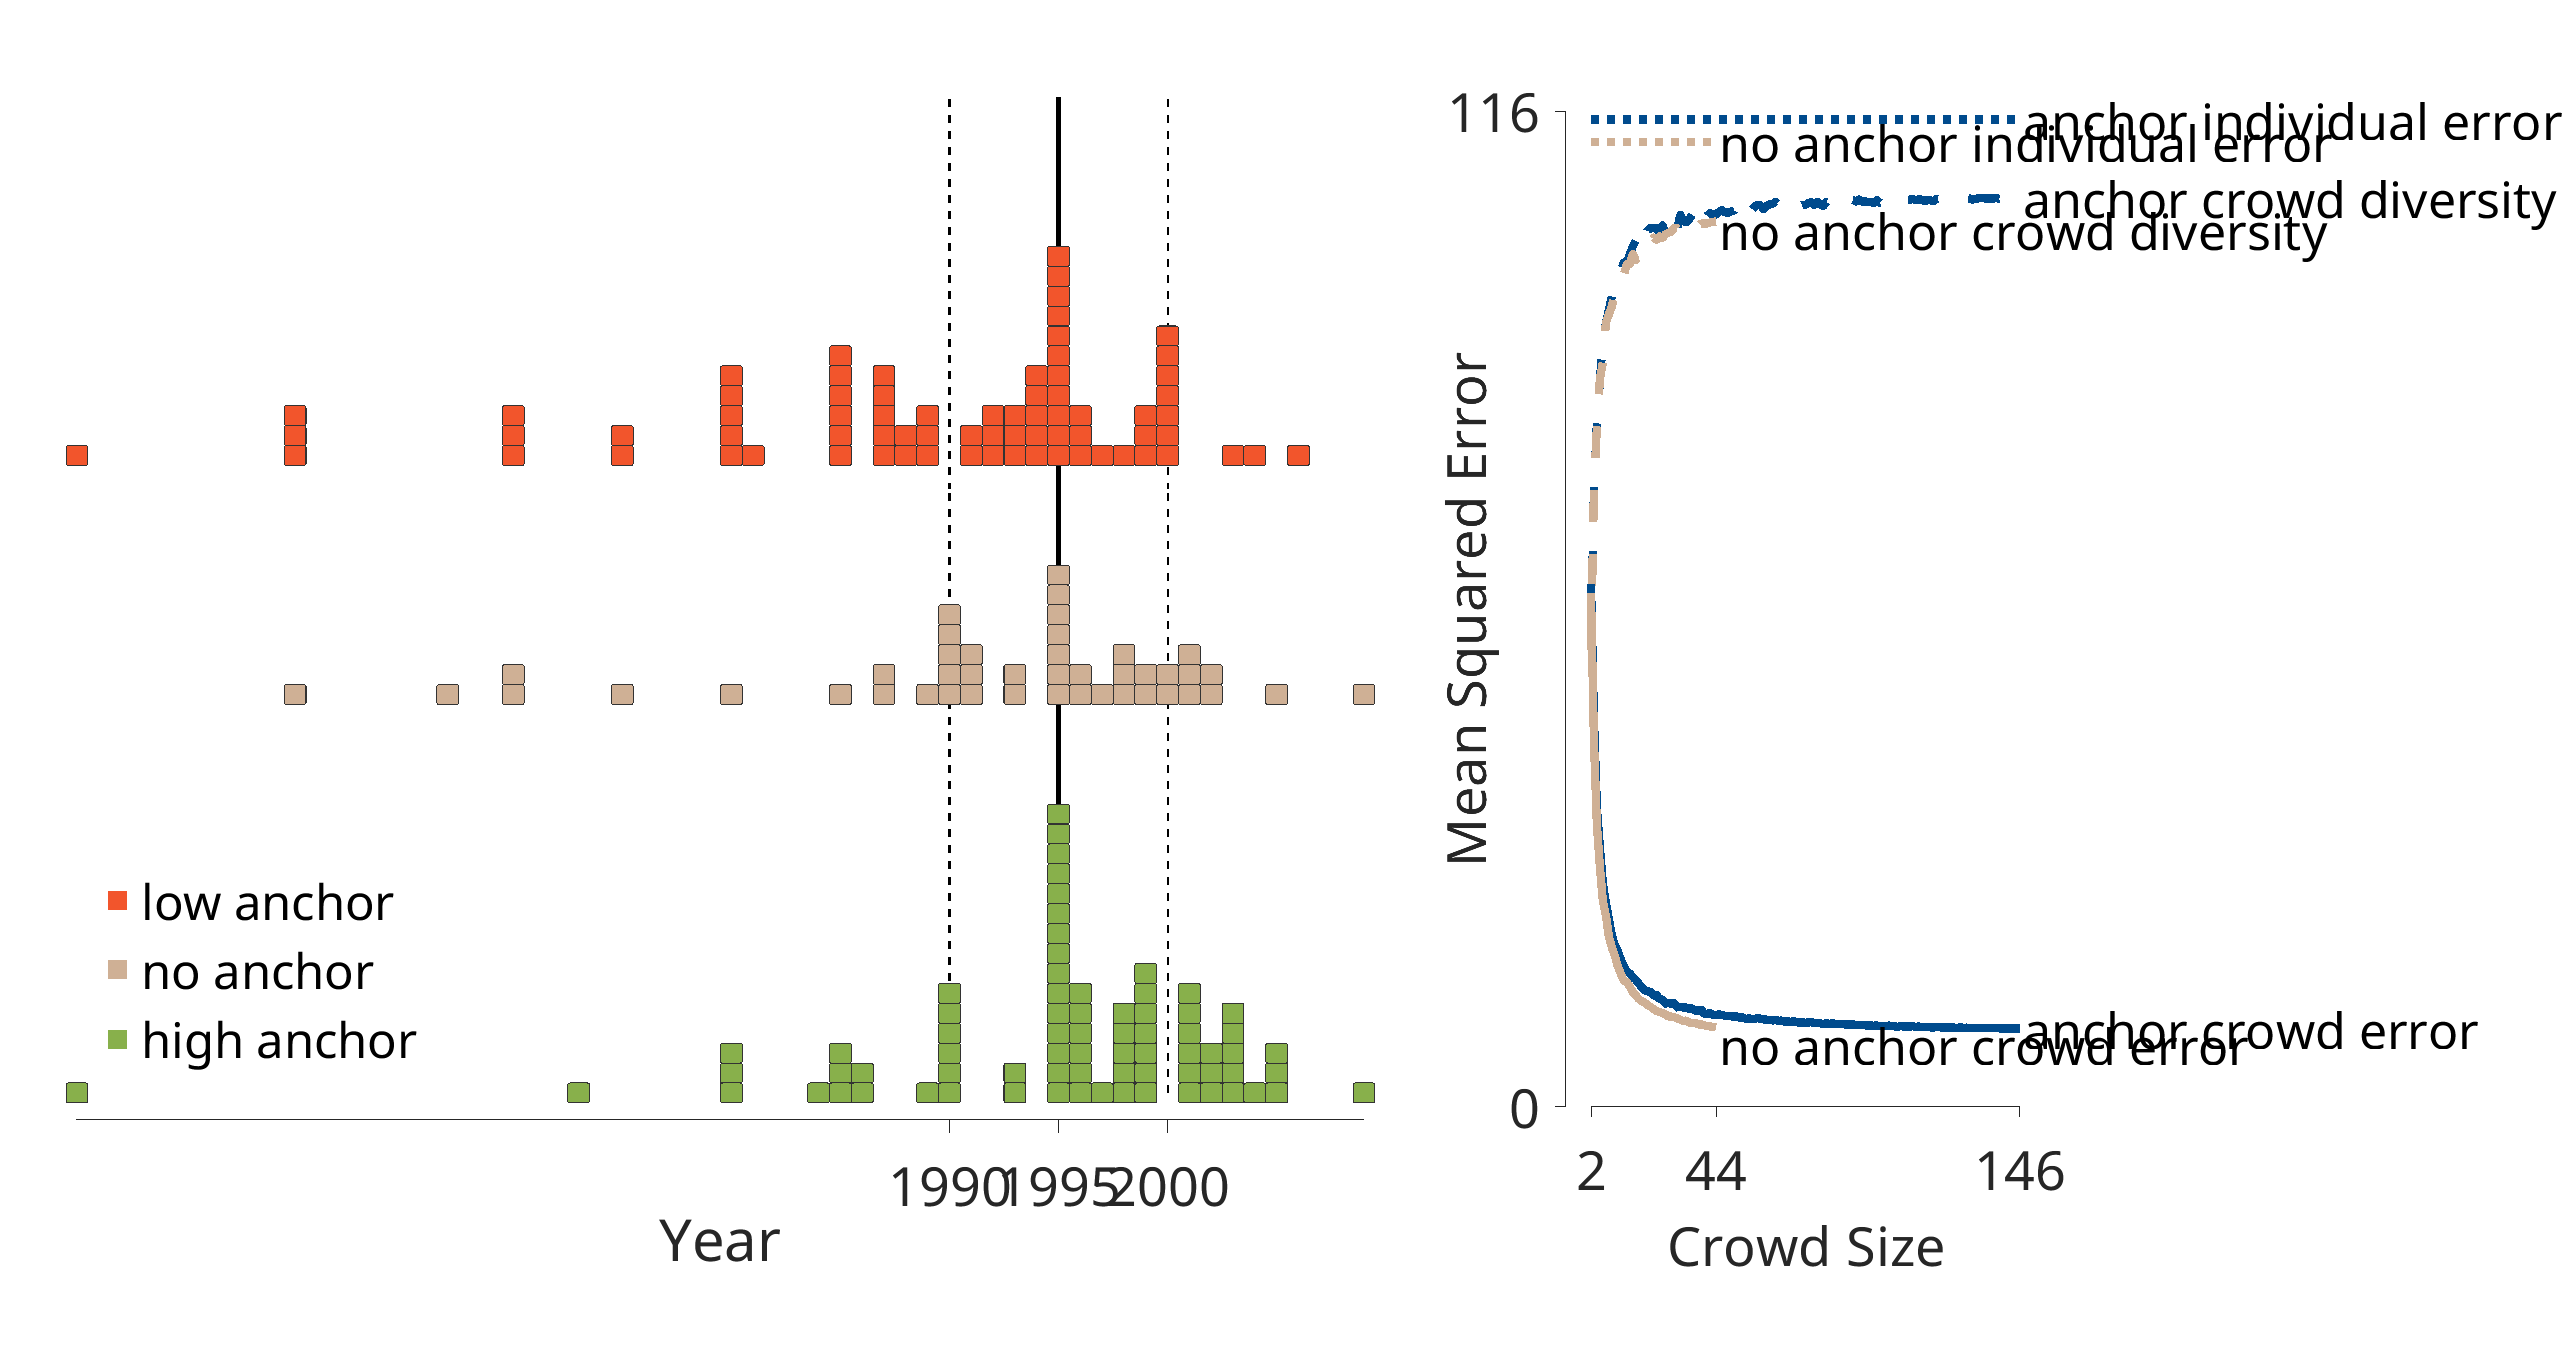 low anchor
no anchor
high anchor
1990
1995
2000
Year
116
0
Mean Squared Error
anchor individual error
no anchor individual error
anchor crowd diversity
no anchor crowd diversity
anchor crowd error
no anchor crowd error
2
44
146
Crowd Size